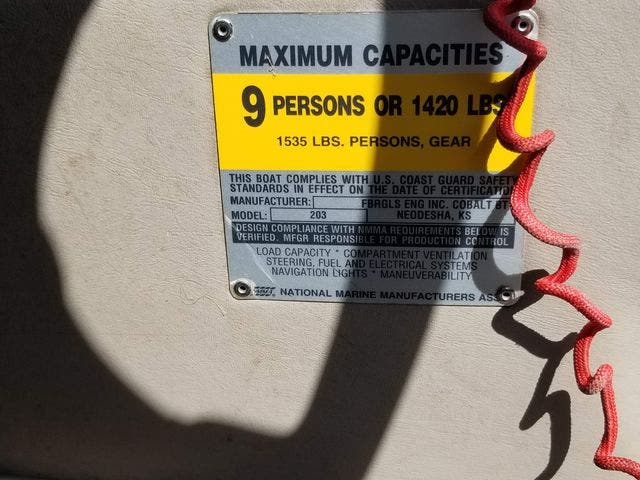 MAXIMUM CAPACITIES
9 PERSONS OR 1420 LBS
1535 LBS. PERSONS, GEAR
THIS BOAT COMPLIES WITH U.S. COAST GUARD SAFETY
STANDARDS IN EFFECT ON THE DATE OF CERTIFICATION
MANUFACTURER: FBRGLS ENG INC. COBALT BT
MODEL: 203 NEODESHA, KS
DESIGN COMPLIANCE WITH NMMA REQUIREMENTS BELOW IS
VERIFIED. MFGR RESPONSIBLE FOR PRODUCTION CONTROL
LOAD CAPACITY * COMPARTMENT VENTILATION
STEERING, FUEL AND ELECTRICAL SYSTEMS
NAVIGATION LIGHTS * MANEUVERABILITY
NATIONAL MARINE MANUFACTURERS ASS